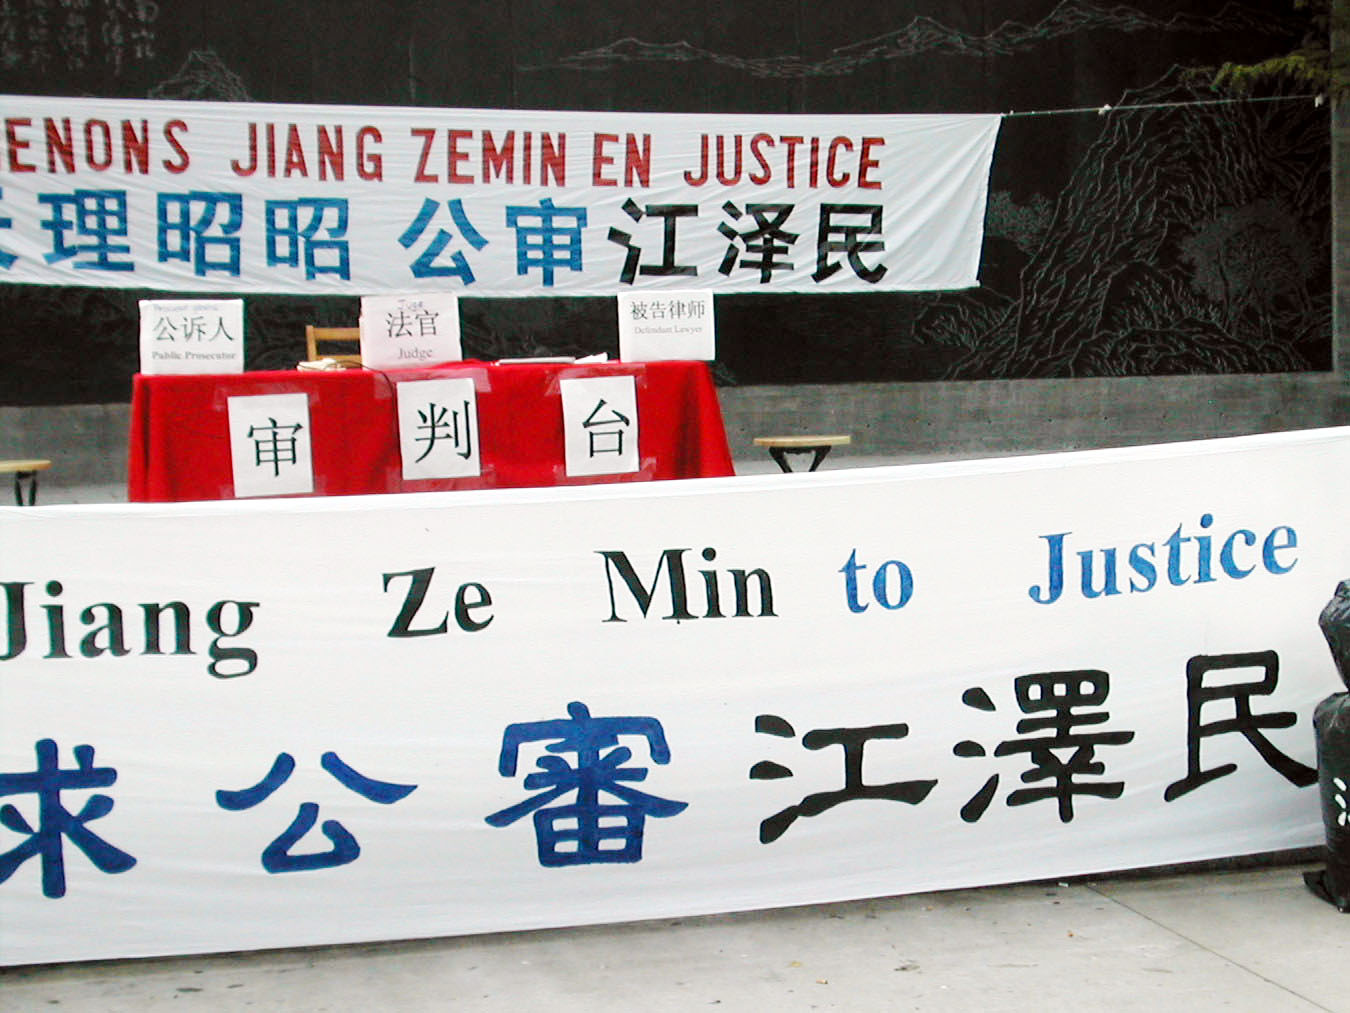 ENONS JIANG ZEMIN EN JUSTICE
理昭昭 公审江泽民
公诉人
Public Prosecutor
Juge
法官
Judge
被告律师
Defendant Lawyer
审 判 台
Jiang Ze Min to Justice
求公審江澤民